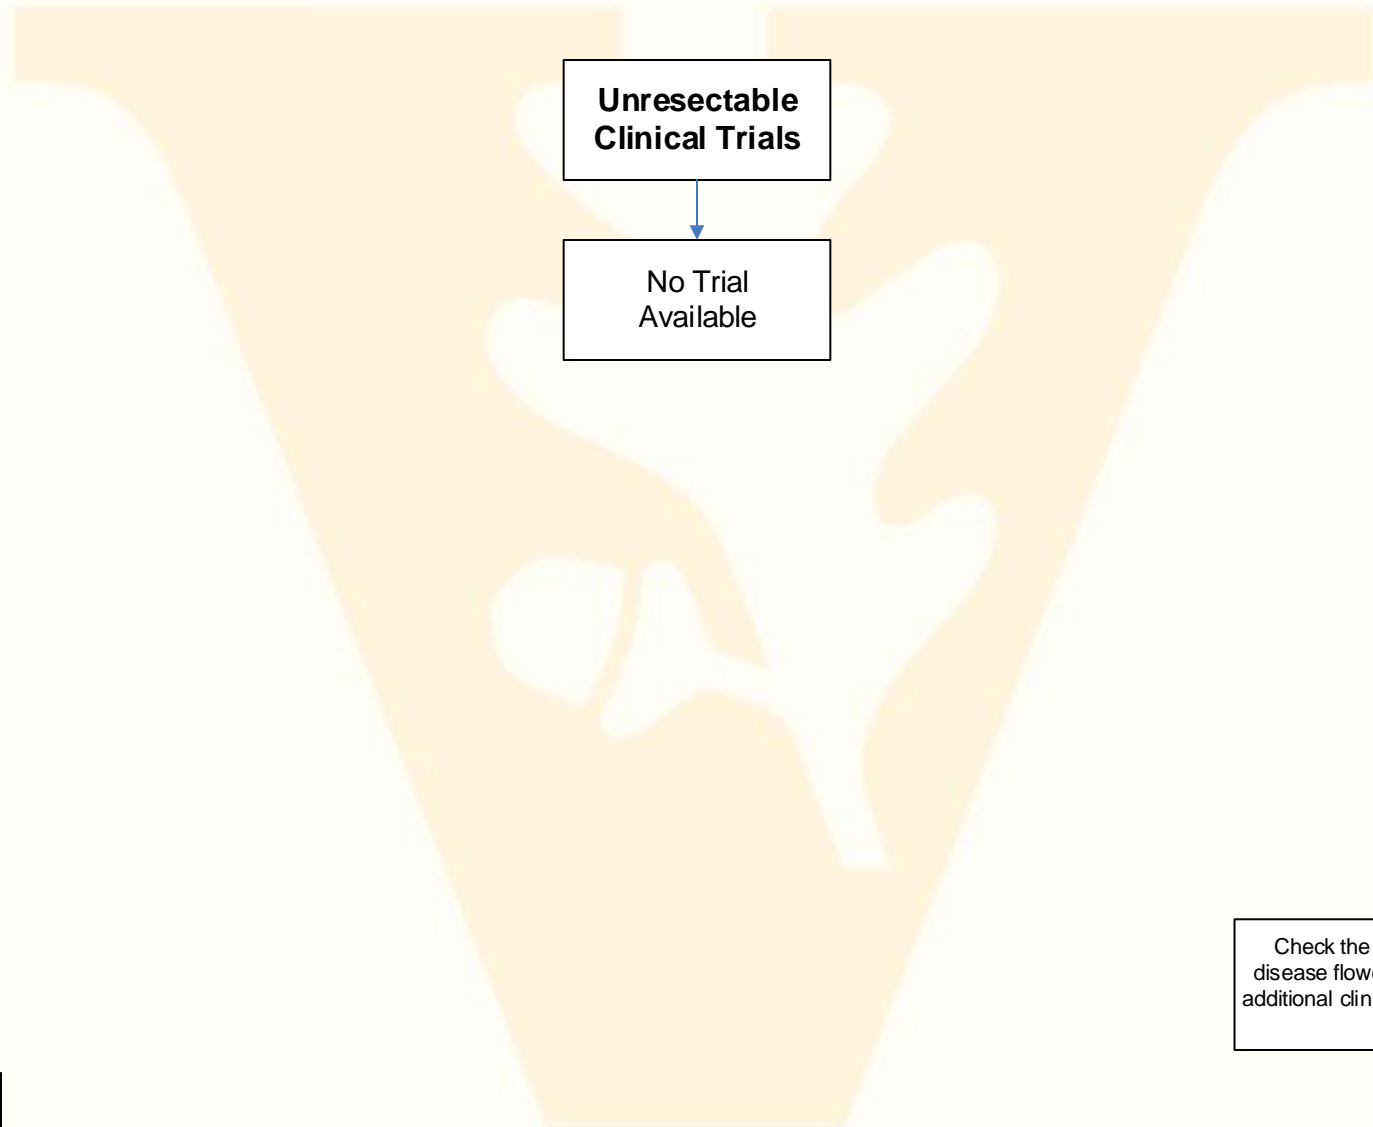 Unresectable
Clinical Trials
No Trial
Available
Check the
disease flow
additional clin